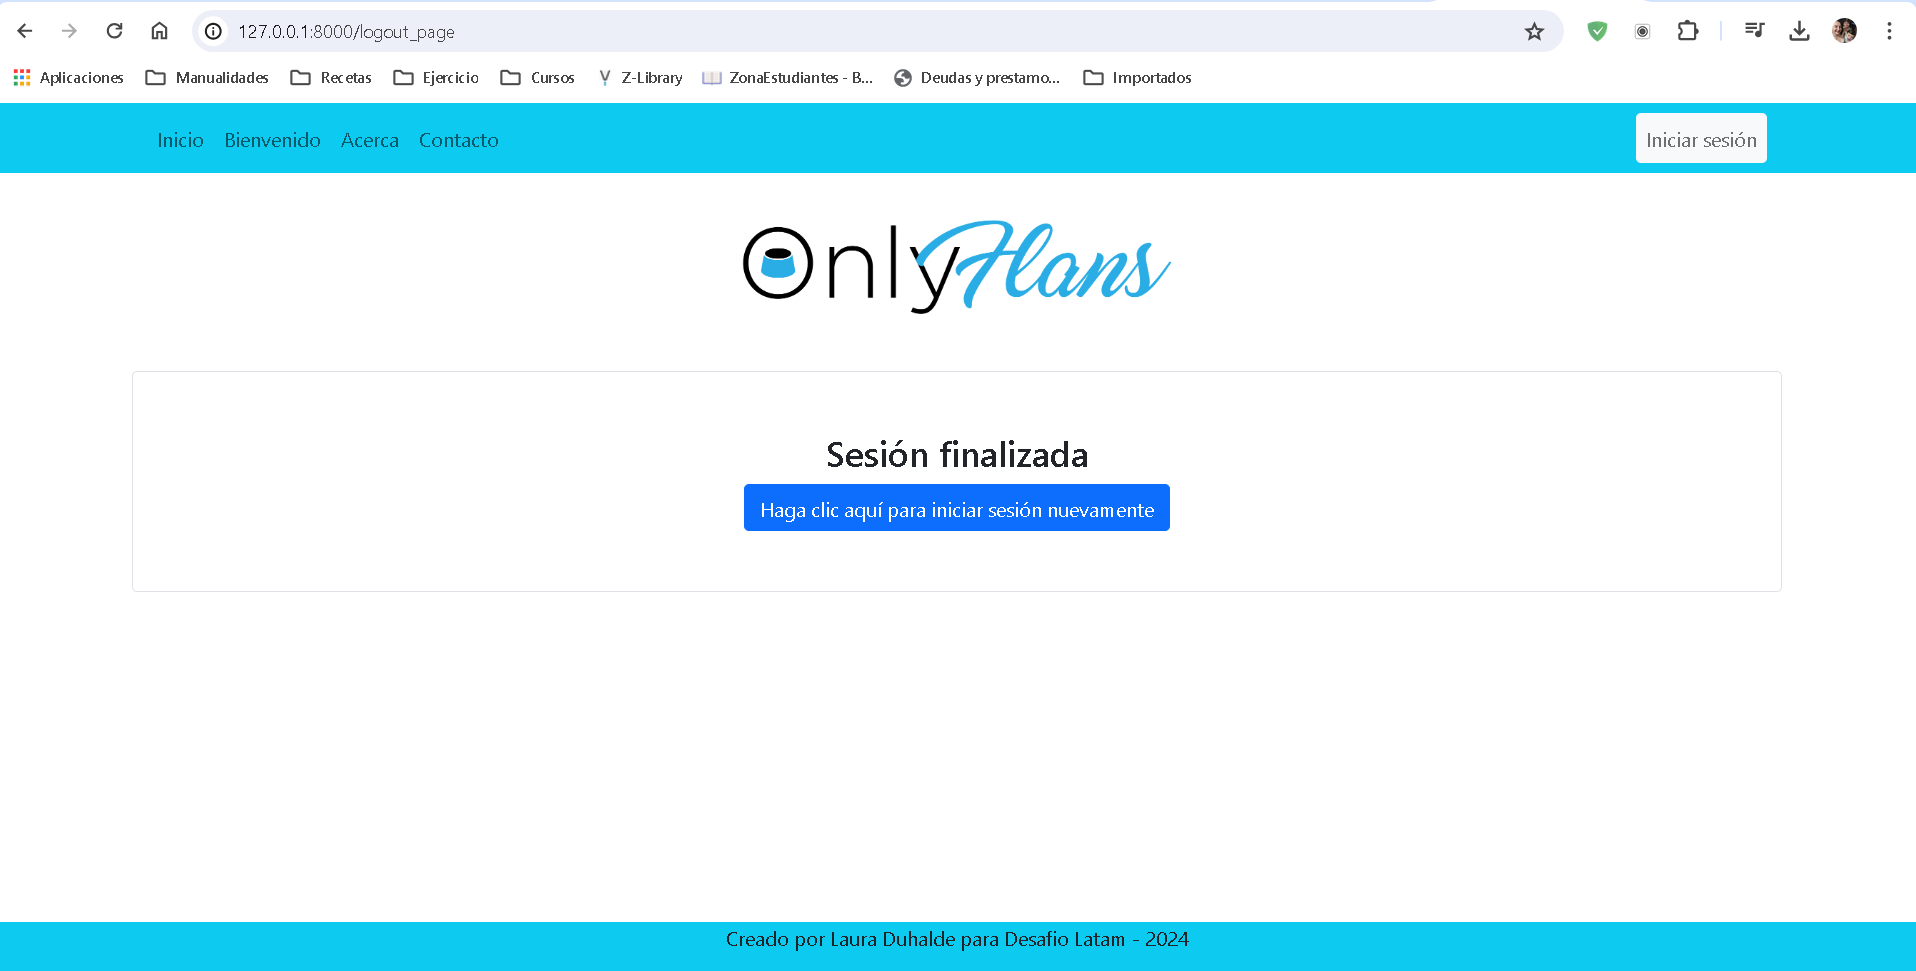 127.0.0.1:8000/logout_page
Aplicaciones Manualidades Recetas Ejercicio Cursos Z-Library ZonaEstudiantes - B... Deudas y prestamo... Importados
Inicio Bienvenido Acerca Contacto Iniciar sesión
OnlyFlans
Sesión finalizada
Haga clic aquí para iniciar sesión nuevamente
Creado por Laura Duhalde para Desafio Latam - 2024